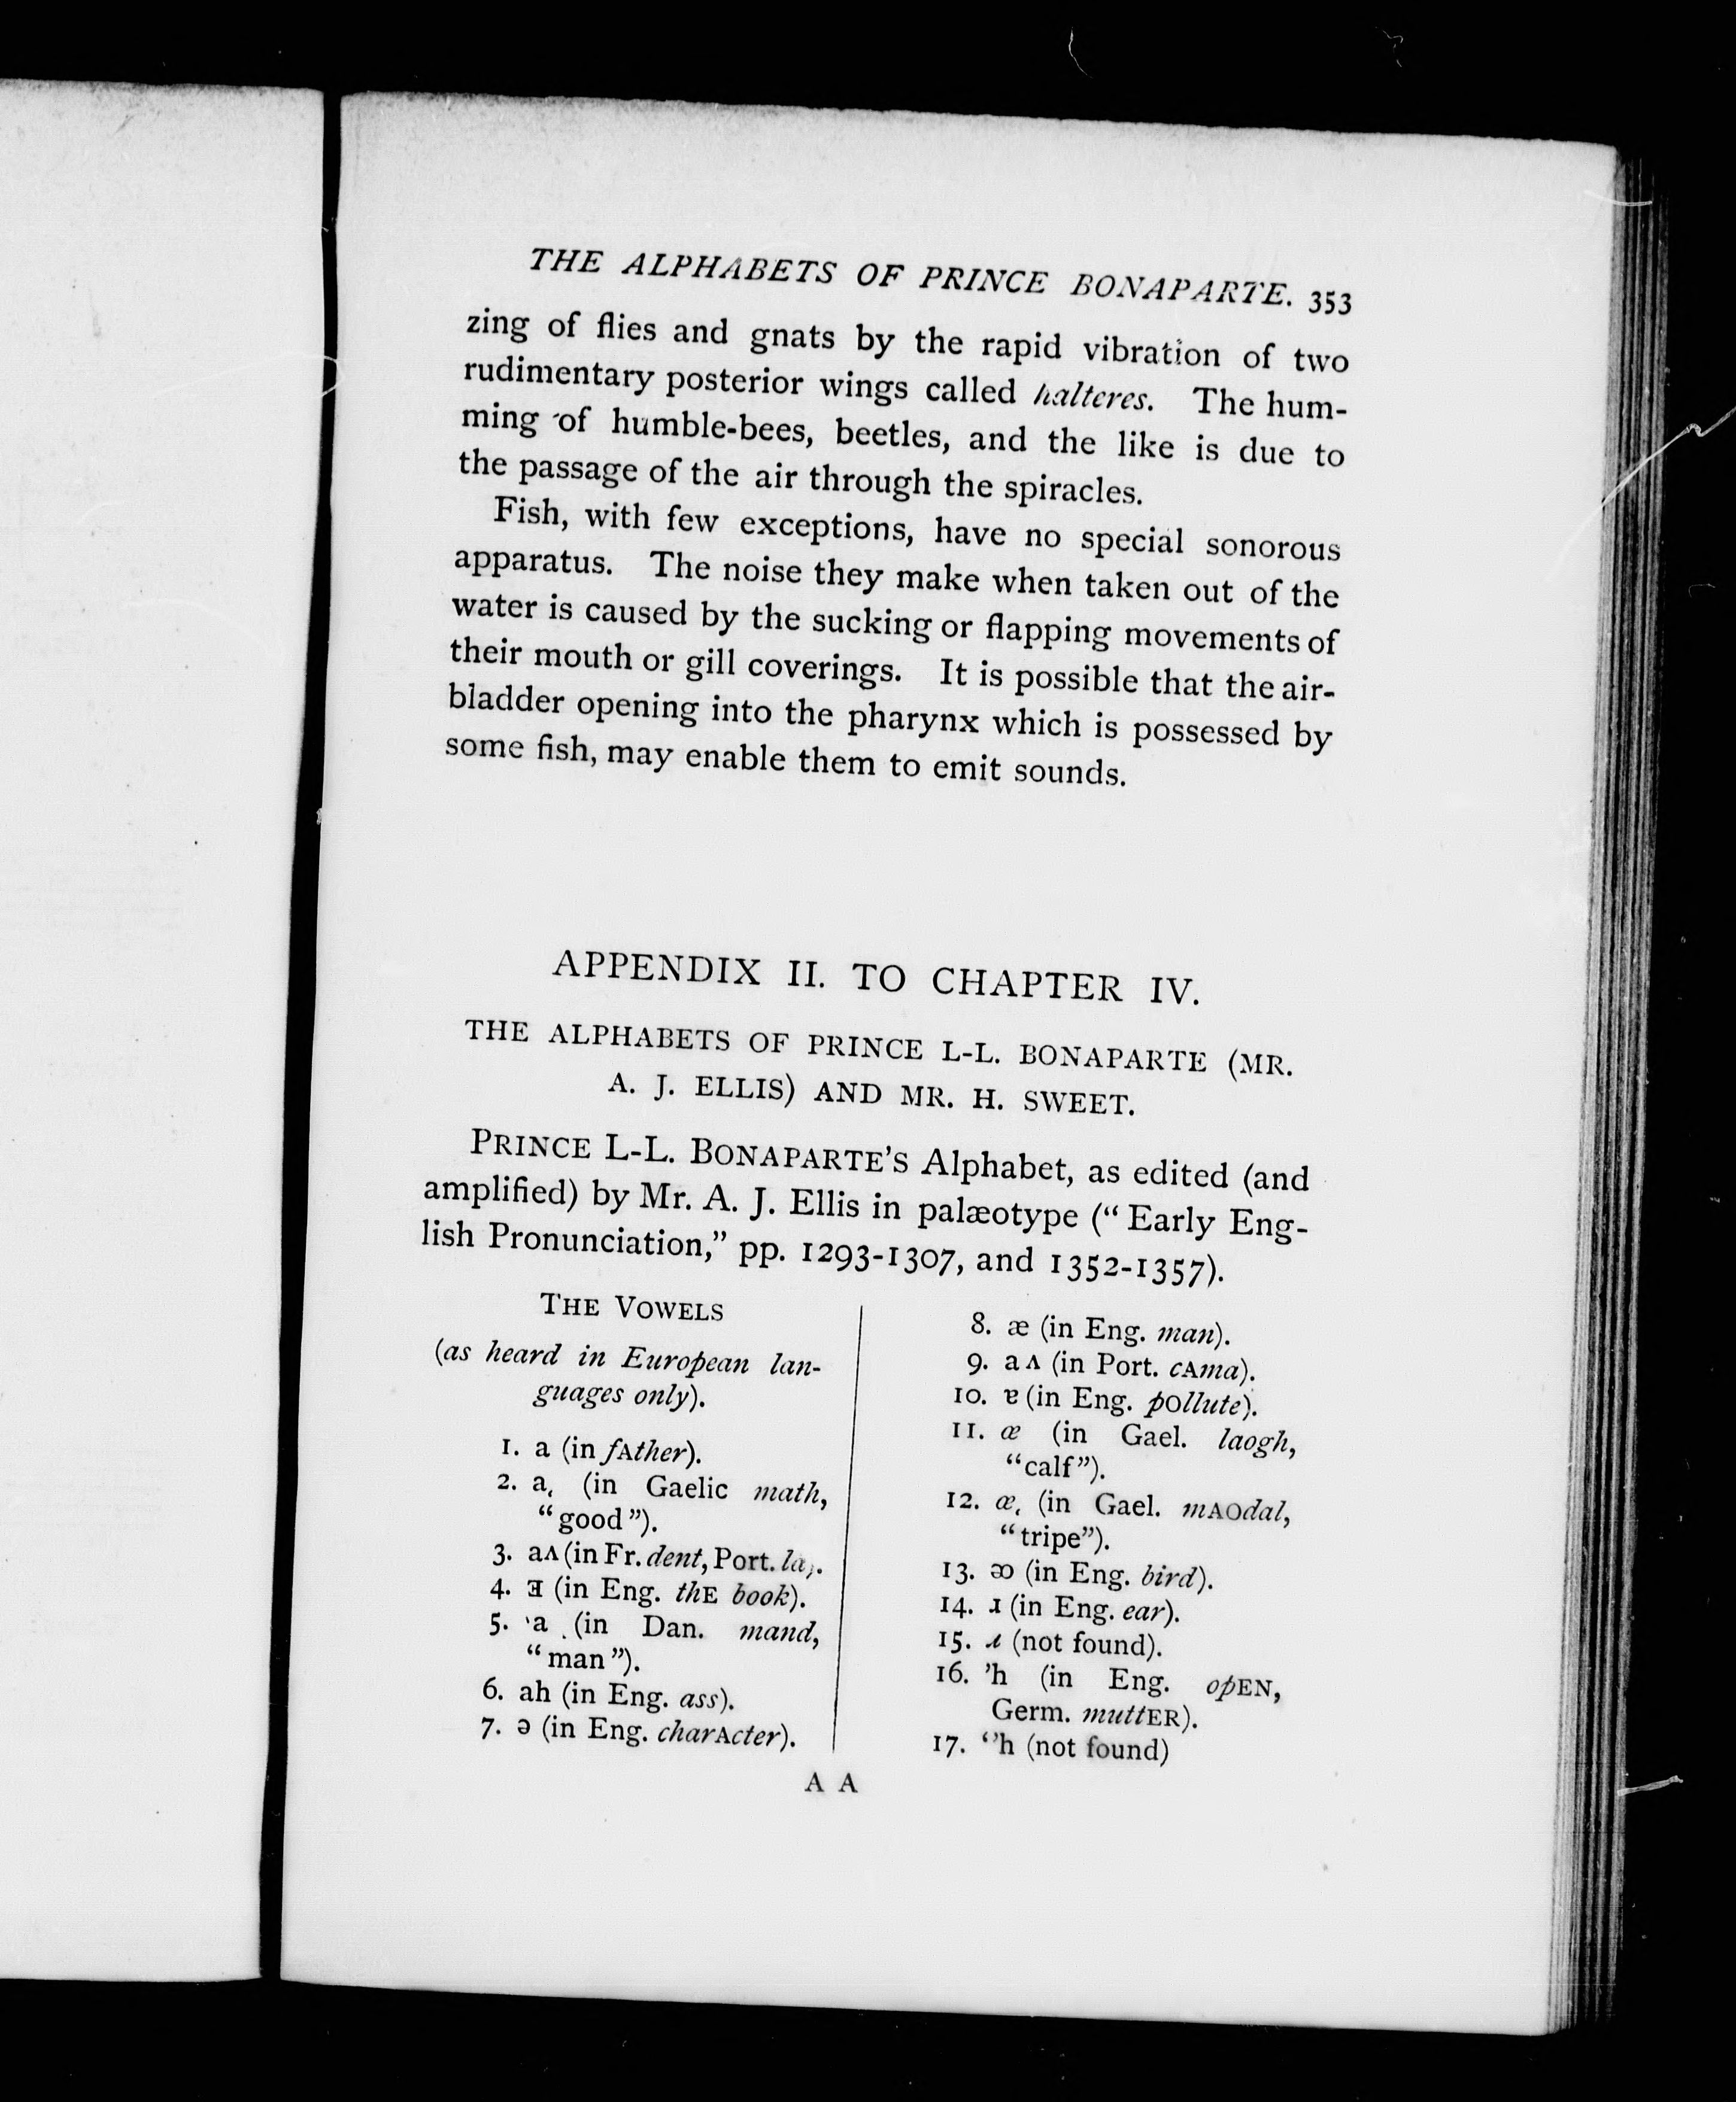 THE ALPHABETS OF PRINCE BONAPARTE. 353
zing of flies and gnats by the rapid vibration of two
rudimentary posterior wings called halteres. The hum-
ming of humble-bees, beetles, and the like is due to
the passage of the air through the spiracles.
Fish, with few exceptions, have no special sonorous
apparatus. The noise they make when taken out of the
water is caused by the sucking or flapping movements of
their mouth or gill coverings. It is possible that the air-
bladder opening into the pharynx which is possessed by
some fish, may enable them to emit sounds.
APPENDIX II. TO CHAPTER IV.
THE ALPHABETS OF PRINCE L-L. BONAPARTE (MR.
A. J. ELLIS) AND MR. H. SWEET.
PRINCE L-L. BONAPARTE'S Alphabet, as edited (and
amplified) by Mr. A. J. Ellis in palæotype ("Early Eng-
lish Pronunciation," pp. 1293-1307, and 1352-1357).
THE VOWELS
(as heard in European lan-
guages only).
1. a (in fAther).
2. a˛ (in Gaelic math,
"good").
3. aʌ (in Fr. dent, Port. la).
4. ᴲ (in Eng. thE book).
5. ‛a (in Dan. mand,
"man").
6. ah (in Eng. ass).
7. ə (in Eng. charActer).
8. æ (in Eng. man).
9. aʌ (in Port. cAma).
10. ɐ (in Eng. pOllute).
11. œ (in Gael. laogh,
"calf").
12. œ˛ (in Gael. mAOdal,
"tripe").
13. əɔ (in Eng. bird).
14. ɹ (in Eng. ear).
15. ɹ (not found).
16. 'h (in Eng. opEN,
Germ. muttER).
17. ‘’h (not found)
A A